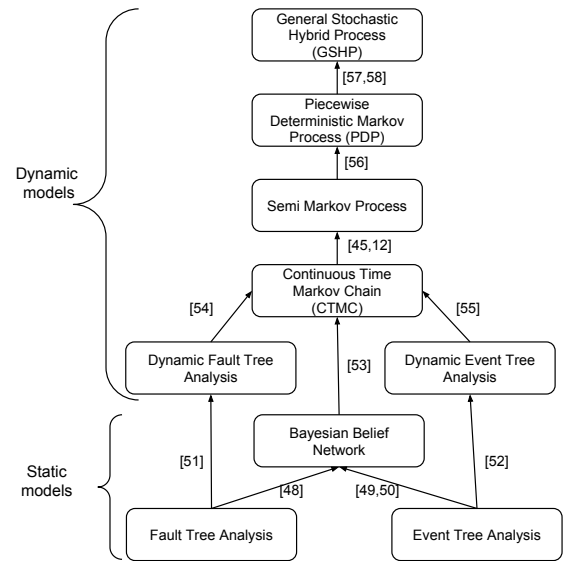 General Stochastic
Hybrid Process
(GSHP)
[57,58]
Piecewise
Deterministic Markov
Process (PDP)
[56]
Dynamic
models
Semi Markov Process
[45,12]
Continuous Time
Markov Chain
(CTMC)
[54]
[55]
Dynamic Fault Tree
Analysis
[53]
Dynamic Event Tree
Analysis
Bayesian Belief
Network
[51]
[52]
Static
models
[48]
[49,50]
Fault Tree Analysis
Event Tree Analysis